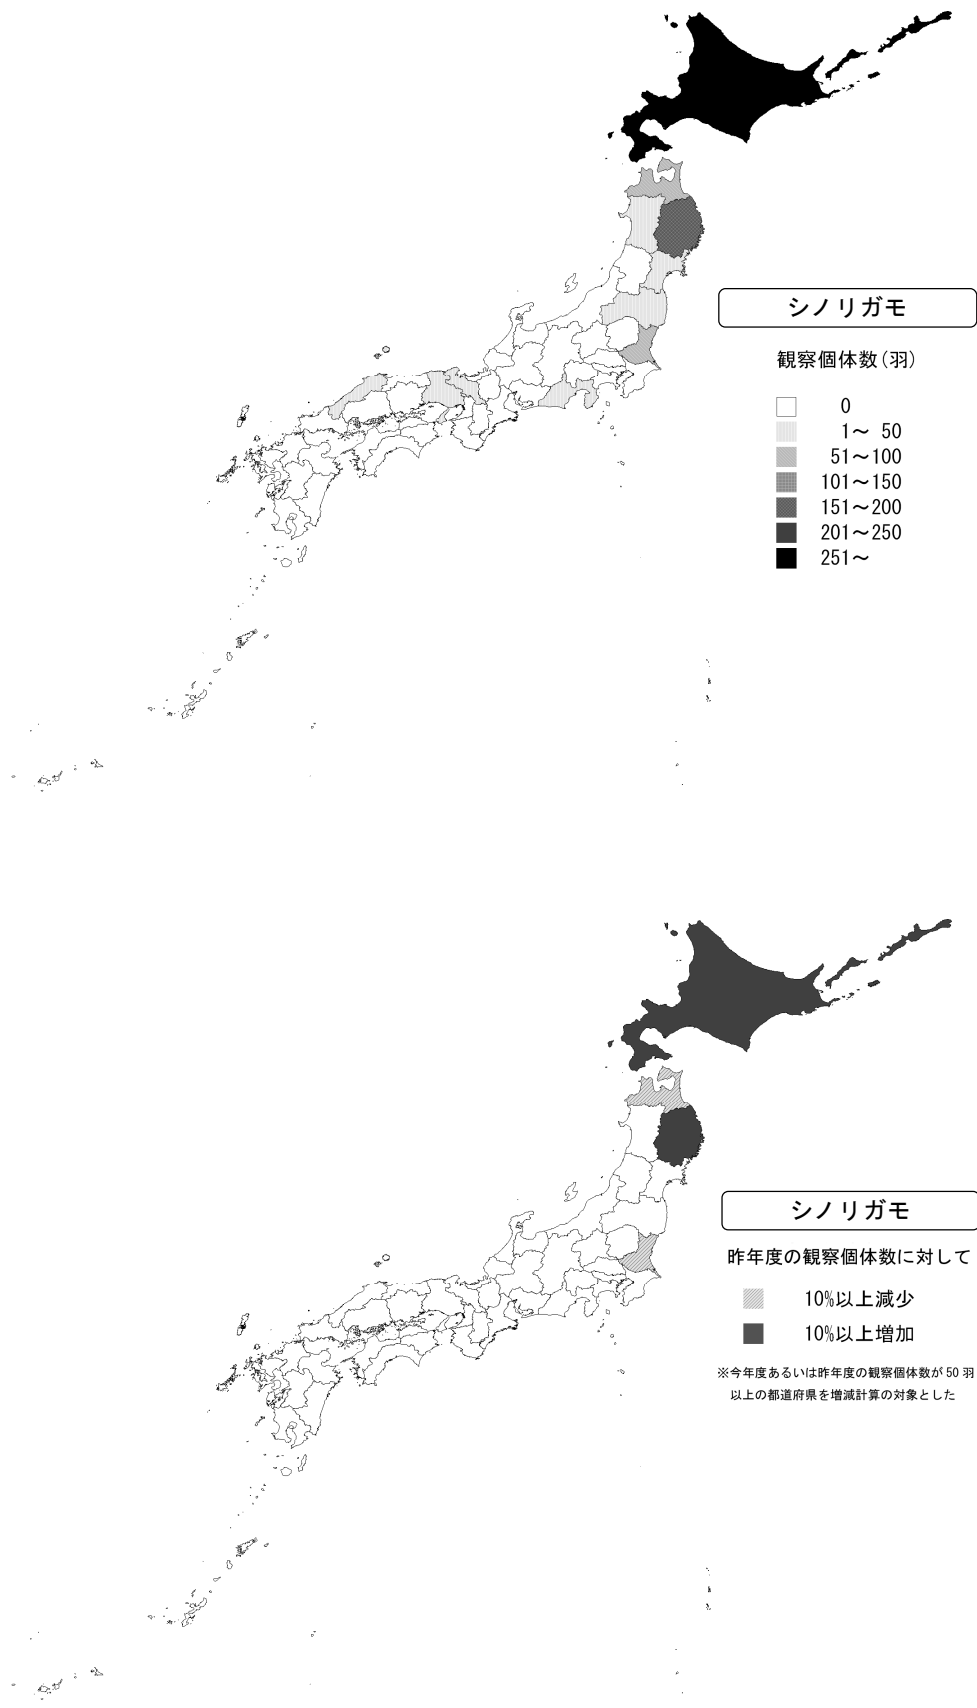 シノリガモ
観察個体数(羽)
0
1～ 50
51～100
101～150
151～200
201～250
251～
シノリガモ
昨年度の観察個体数に対して
10%以上減少
10%以上増加
※今年度あるいは昨年度の観察個体数が50羽
以上の都道府県を増減計算の対象とした